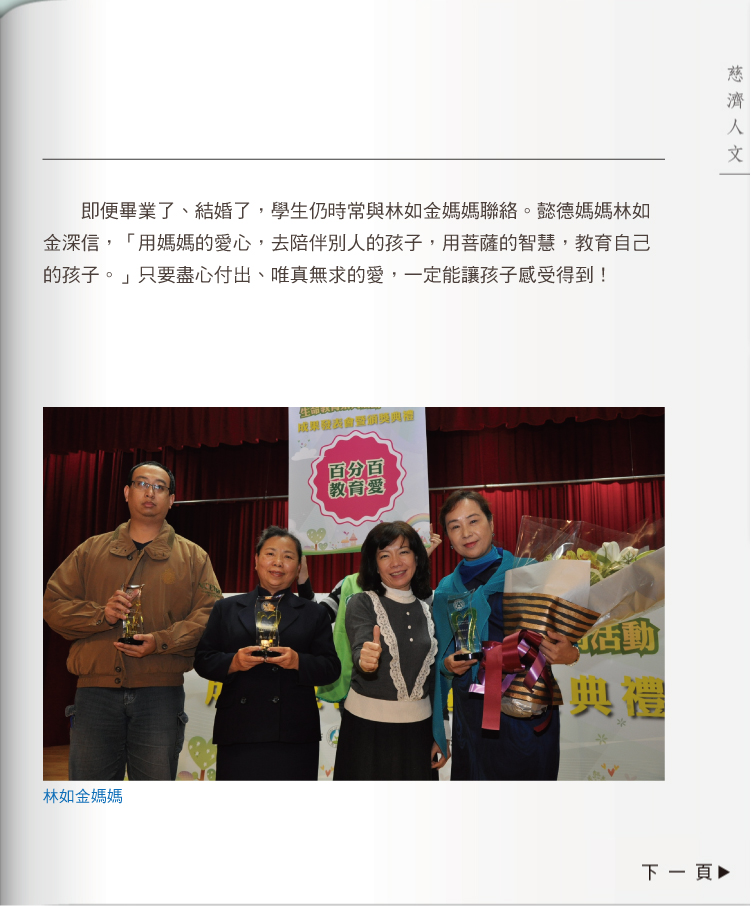 慈濟人文
即便畢業了、結婚了，學生仍時常與林如金媽媽聯絡。懿德媽媽林如
金深信，「用媽媽的愛心，去陪伴別人的孩子，用菩薩的智慧，教育自己
的孩子。」只要盡心付出、唯真無求的愛，一定能讓孩子感受得到！
成果發表會暨頒獎典禮
百分百
教育愛
活動
典禮
林如金媽媽
下一頁▶